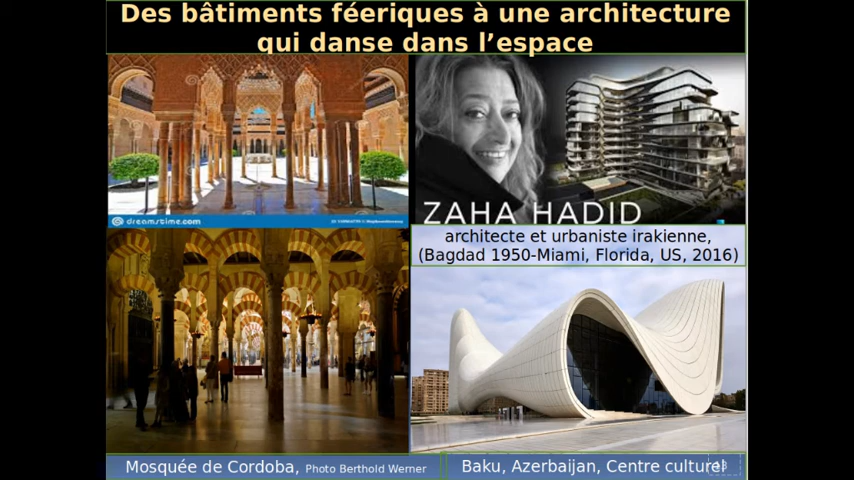 Des bâtiments féeriques à une architecture
qui danse dans l’espace
dreamstime.com
ZAHA HADID
architecte et urbaniste irakienne,
(Bagdad 1950-Miami, Florida, US, 2016)
Mosquée de Cordoba, Photo Berthold Werner
Baku, Azerbaijan, Centre culturel